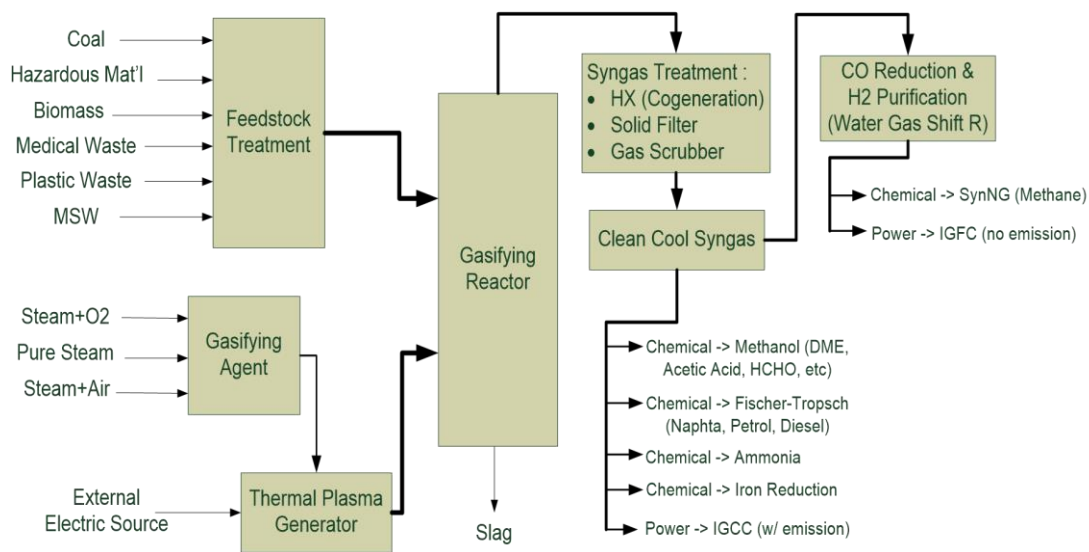 Coal
Hazardous Mat'l
Biomass
Medical Waste
Plastic Waste
MSW
Feedstock
Treatment
Steam+O2
Pure Steam
Steam+Air
Gasifying
Agent
External
Electric Source
Thermal Plasma
Generator
Gasifying
Reactor
Slag
Syngas Treatment :
• HX (Cogeneration)
• Solid Filter
• Gas Scrubber
Clean Cool Syngas
CO Reduction &
H2 Purification
(Water Gas Shift R)
Chemical -> SynNG (Methane)
Power -> IGFC (no emission)
Chemical -> Methanol (DME,
Acetic Acid, HCHO, etc)
Chemical -> Fischer-Tropsch
(Naphta, Petrol, Diesel)
Chemical -> Ammonia
Chemical -> Iron Reduction
Power -> IGCC (w/ emission)